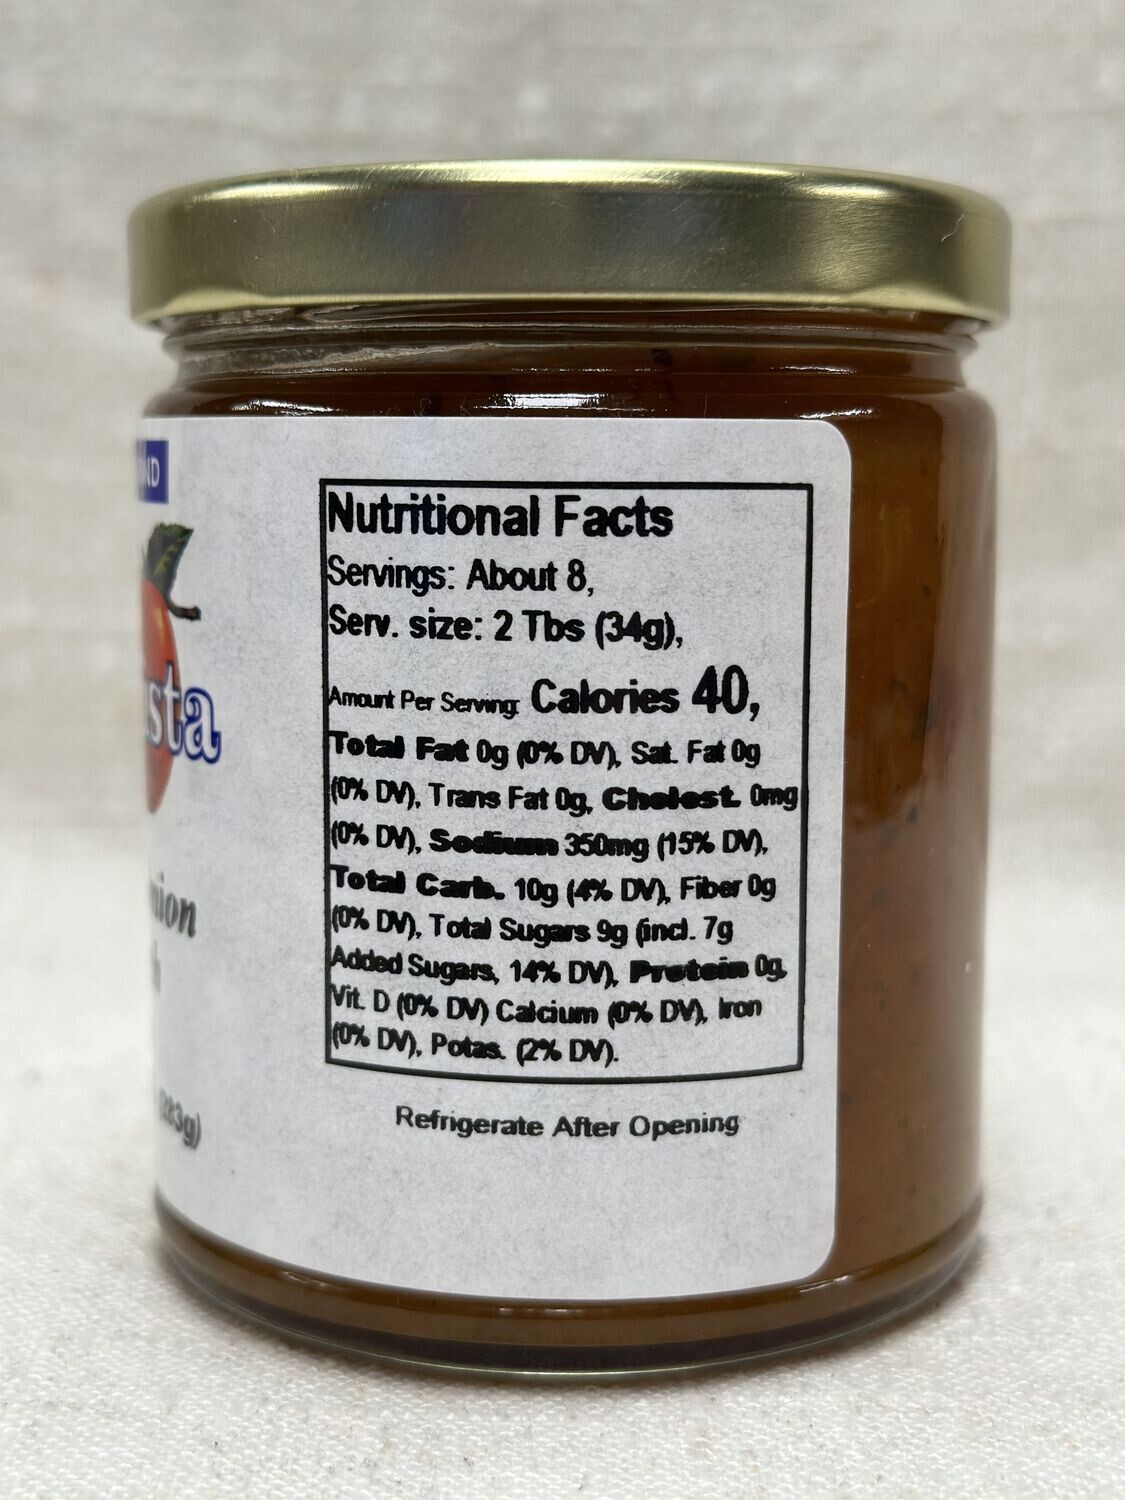 sta
nion
h
283g)
Nutritional Facts
Servings: About 8,
Serv. size: 2 Tbs (34g),
Amount Per Serving: Calories 40,
Total Fat 0g (0% DV), Sat. Fat 0g
(0% DV), Trans Fat 0g, Cholest. 0mg
(0% DV), Sodium 350mg (15% DV),
Total Carb. 10g (4% DV), Fiber 0g
(0% DV), Total Sugars 9g (incl. 7g
Added Sugars, 14% DV), Protein 0g,
Vit. D (0% DV) Calcium (0% DV), Iron
(0% DV), Potas. (2% DV).
Refrigerate After Opening